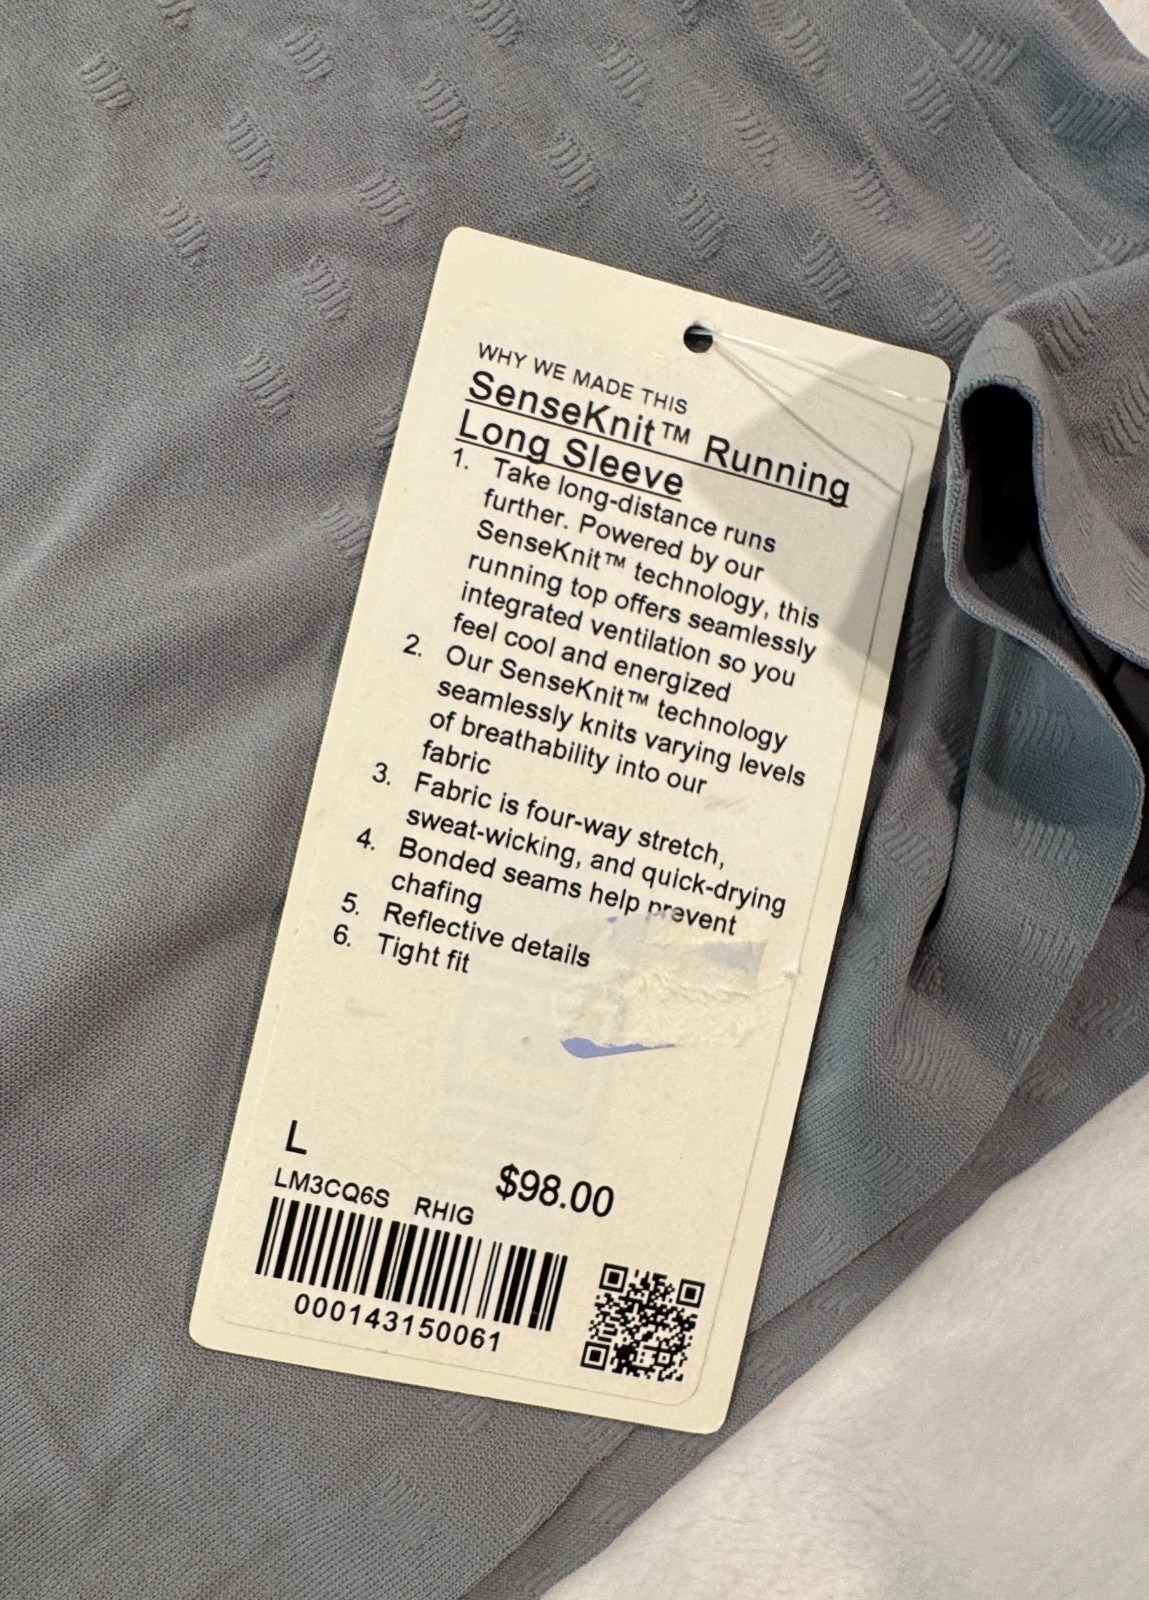 WHY WE MADE THIS
SenseKnit™ Running
Long Sleeve
1. Take long-distance runs
further. Powered by our
SenseKnit™ technology, this
running top offers seamlessly
integrated ventilation so you
feel cool and energized
2. Our SenseKnit™ technology
seamlessly knits varying levels
of breathability into our
fabric
3. Fabric is four-way stretch,
sweat-wicking, and quick-drying
4. Bonded seams help prevent
chafing
5. Reflective details
6. Tight fit
L
$98.00
LM3CQ6S RHIG
000143150061